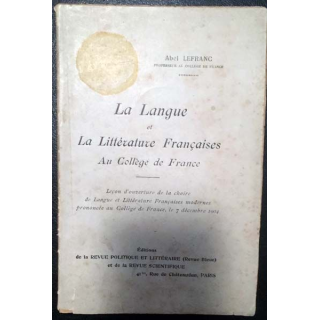 Abel LEFRANC
PROFESSEUR AU COLLÈGE DE FRANCE
La Langue
et
La Littérature Françaises
Au Collège de France
Leçon d'ouverture de la chaire
de Langue et Littérature Françaises modernes
prononcée au Collège de France, le 7 décembre
Éditions
de la REVUE POLITIQUE ET LITTÉRAIRE (Revue Bleue)
et de la REVUE SCIENTIFIQUE
41 bis, Rue de Châteaudun, PARIS